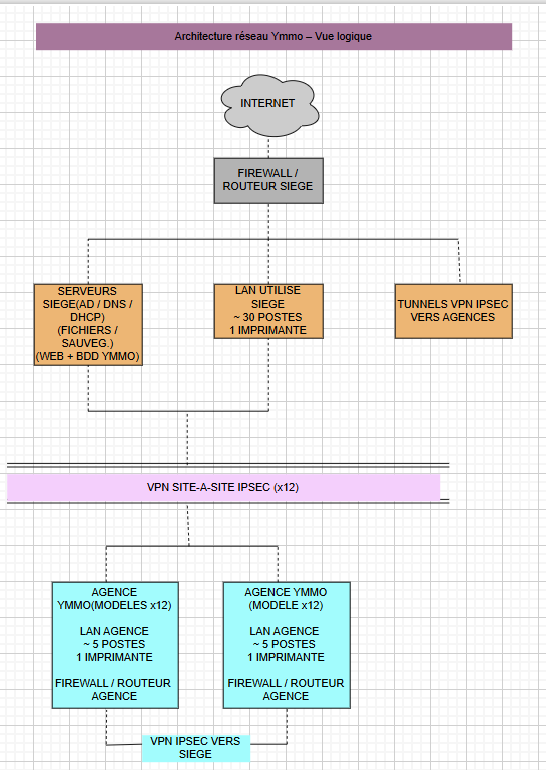 Architecture réseau Ymmo – Vue logique
INTERNET
FIREWALL /
ROUTEUR SIEGE
SERVEURS
SIEGE(AD / DNS /
DHCP)
(FICHIERS /
SAUVEG.)
(WEB + BDD YMMO)
LAN UTILISE
SIEGE
~ 30 POSTES
1 IMPRIMANTE
TUNNELS VPN IPSEC
VERS AGENCES
VPN SITE-A-SITE IPSEC (x12)
AGENCE
YMMO(MODELES x12)
LAN AGENCE
~ 5 POSTES
1 IMPRIMANTE
FIREWALL / ROUTEUR
AGENCE
AGENCE YMMO
(MODELE x12)
LAN AGENCE
~ 5 POSTES
1 IMPRIMANTE
FIREWALL / ROUTEUR
AGENCE
VPN IPSEC VERS
SIEGE